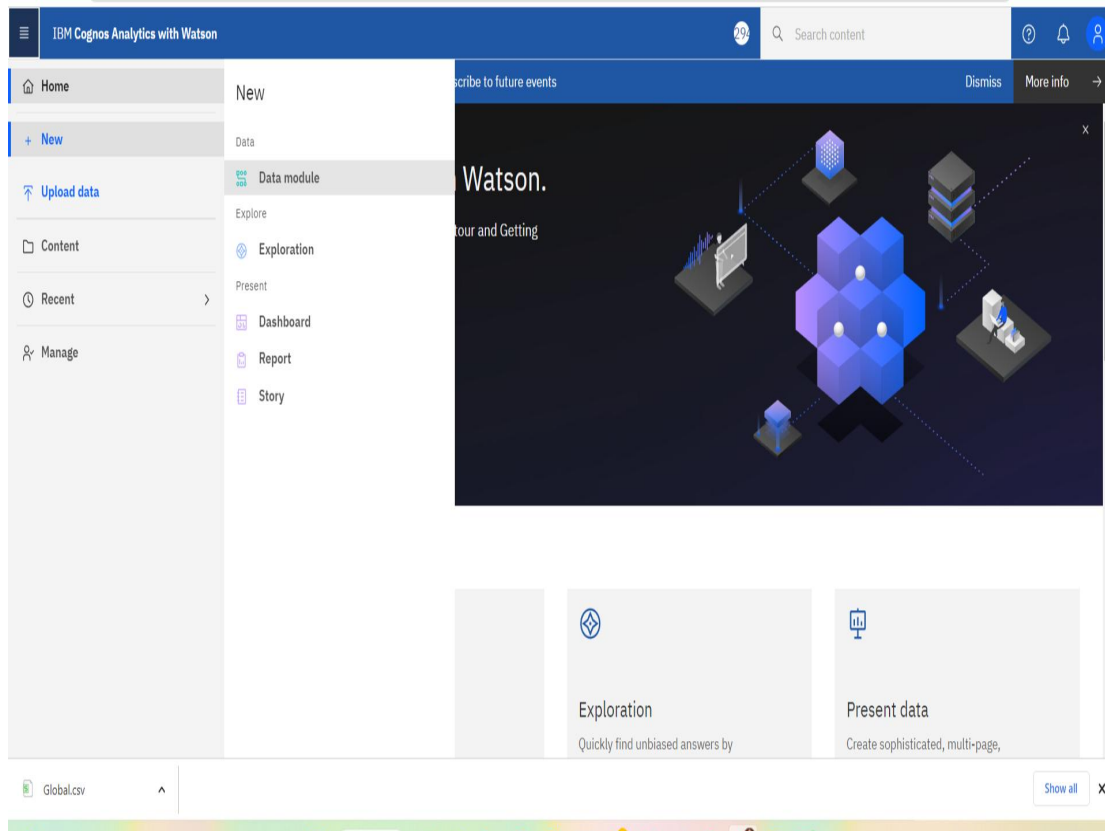 IBM Cognos Analytics with Watson
294
Search content
Home
New
scribe to future events
Dismiss
More info
+ New
Data
Upload data
Data module
Watson.
Explore
tour and Getting
Content
Exploration
Recent
Present
Manage
Dashboard
Report
Story
Exploration
Quickly find unbiased answers by
Present data
Create sophisticated, multi-page,
Global.csv
Show all
X